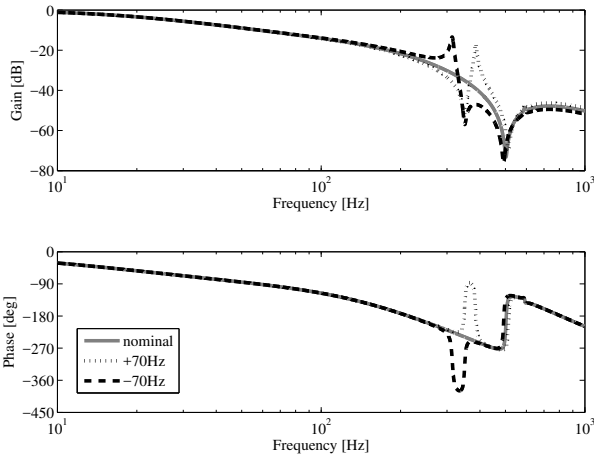 0
−20
−40
−60
−80
Gain [dB]
10^1
10^2
10^3
Frequency [Hz]
0
−90
−180
−270
−360
−450
Phase [deg]
nominal
+70Hz
−70Hz
10^1
10^2
10^3
Frequency [Hz]